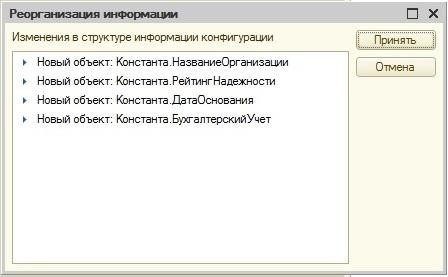 Реорганизация информации
Изменения в структуре информации конфигурации
Принять
Новый объект: Константа.НазваниеОрганизации
Отмена
Новый объект: Константа.РейтингНадежности
Новый объект: Константа.ДатаОснования
Новый объект: Константа.БухгалтерскийУчет